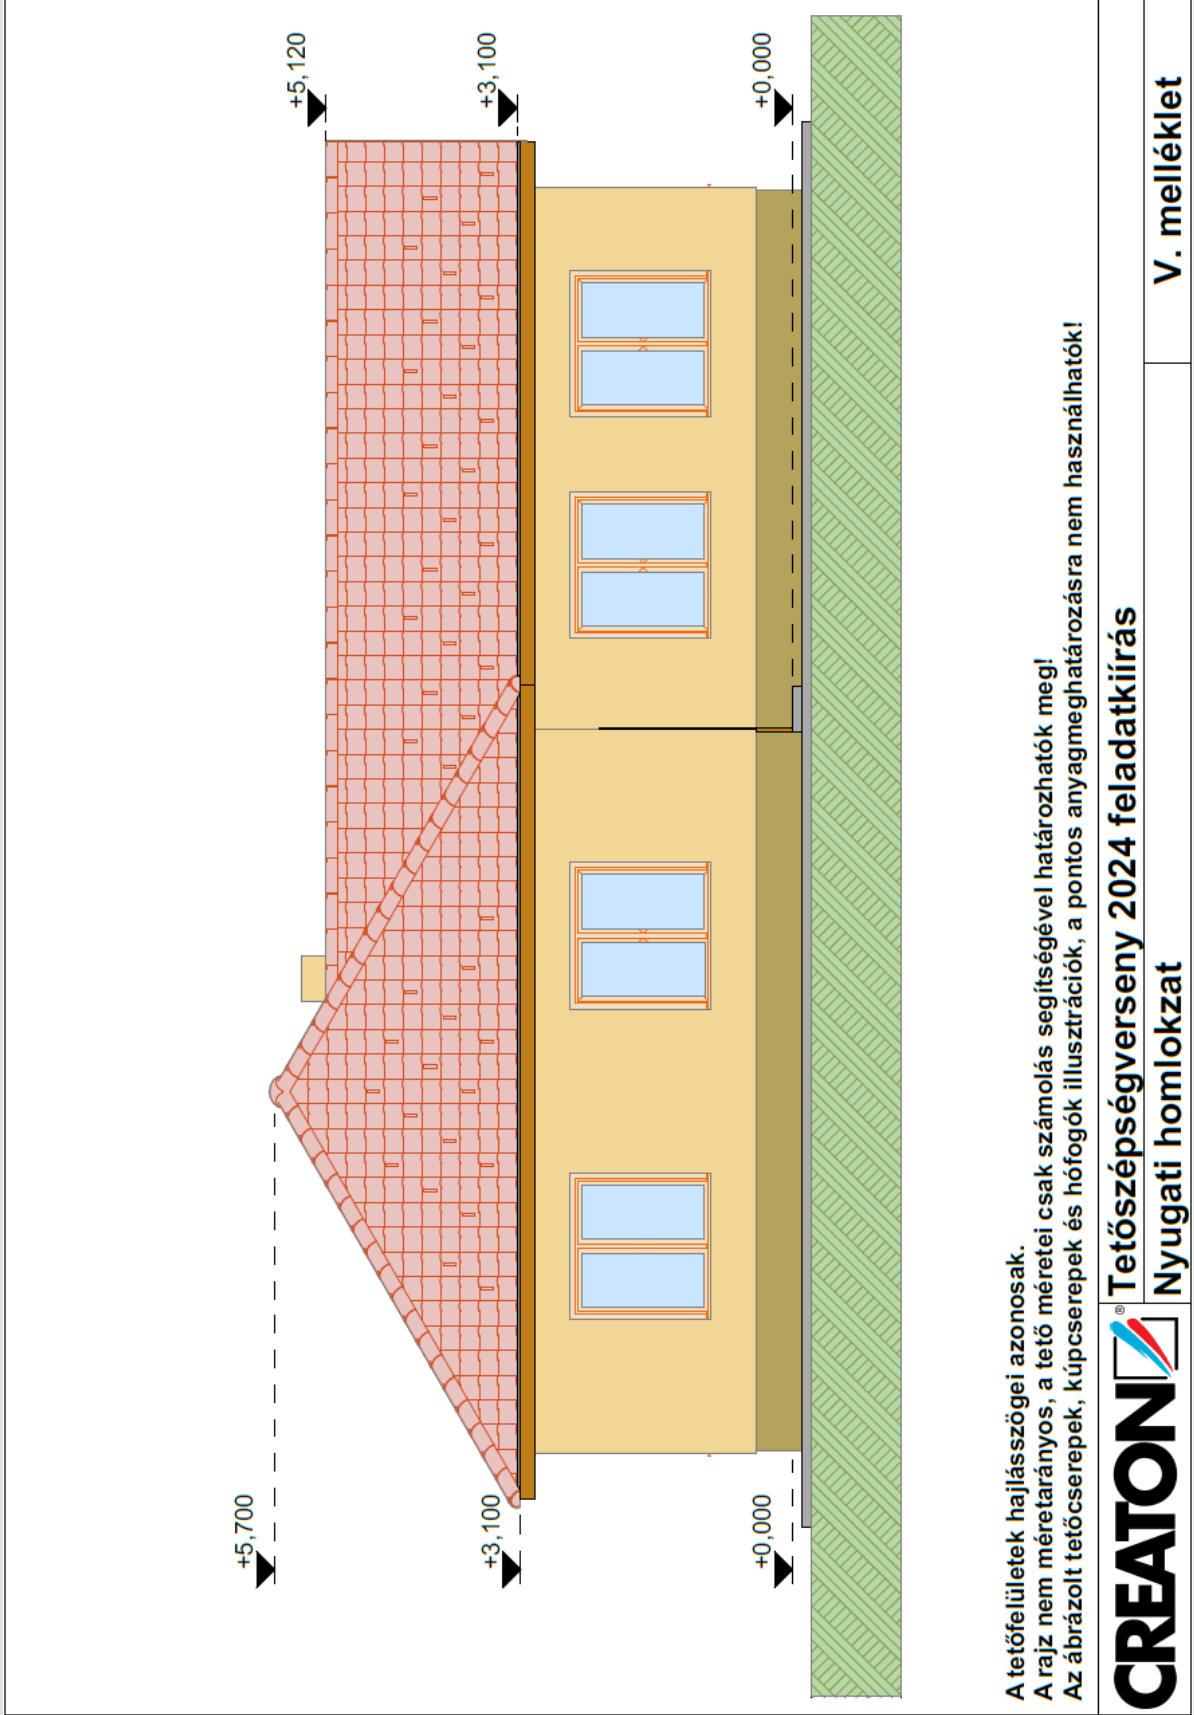 +5,700
+5,120
+3,100
+3,100
+0,000
+0,000
A tetőfelületek hajlásszögei azonosak.
A rajz nem méretarányos, a tető méretei csak számolás segítségével határozhatók meg!
Az ábrázolt tetőcserepek, kúpcserepek és hófogók illusztrációk, a pontos anyagmeghatározásra nem használhatók!
CREATON®
Tetőszépségverseny 2024 feladatkiírás
Nyugati homlokzat
V. melléklet